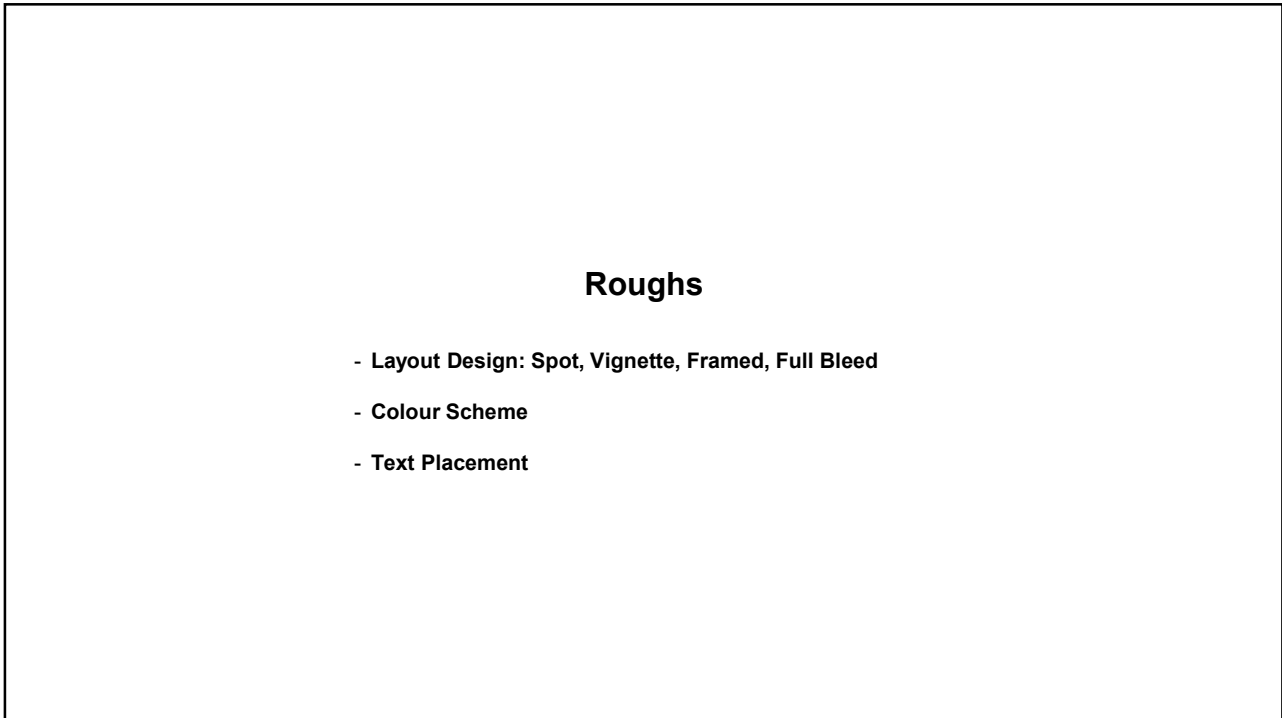 Roughs
- Layout Design: Spot, Vignette, Framed, Full Bleed
- Colour Scheme
- Text Placement